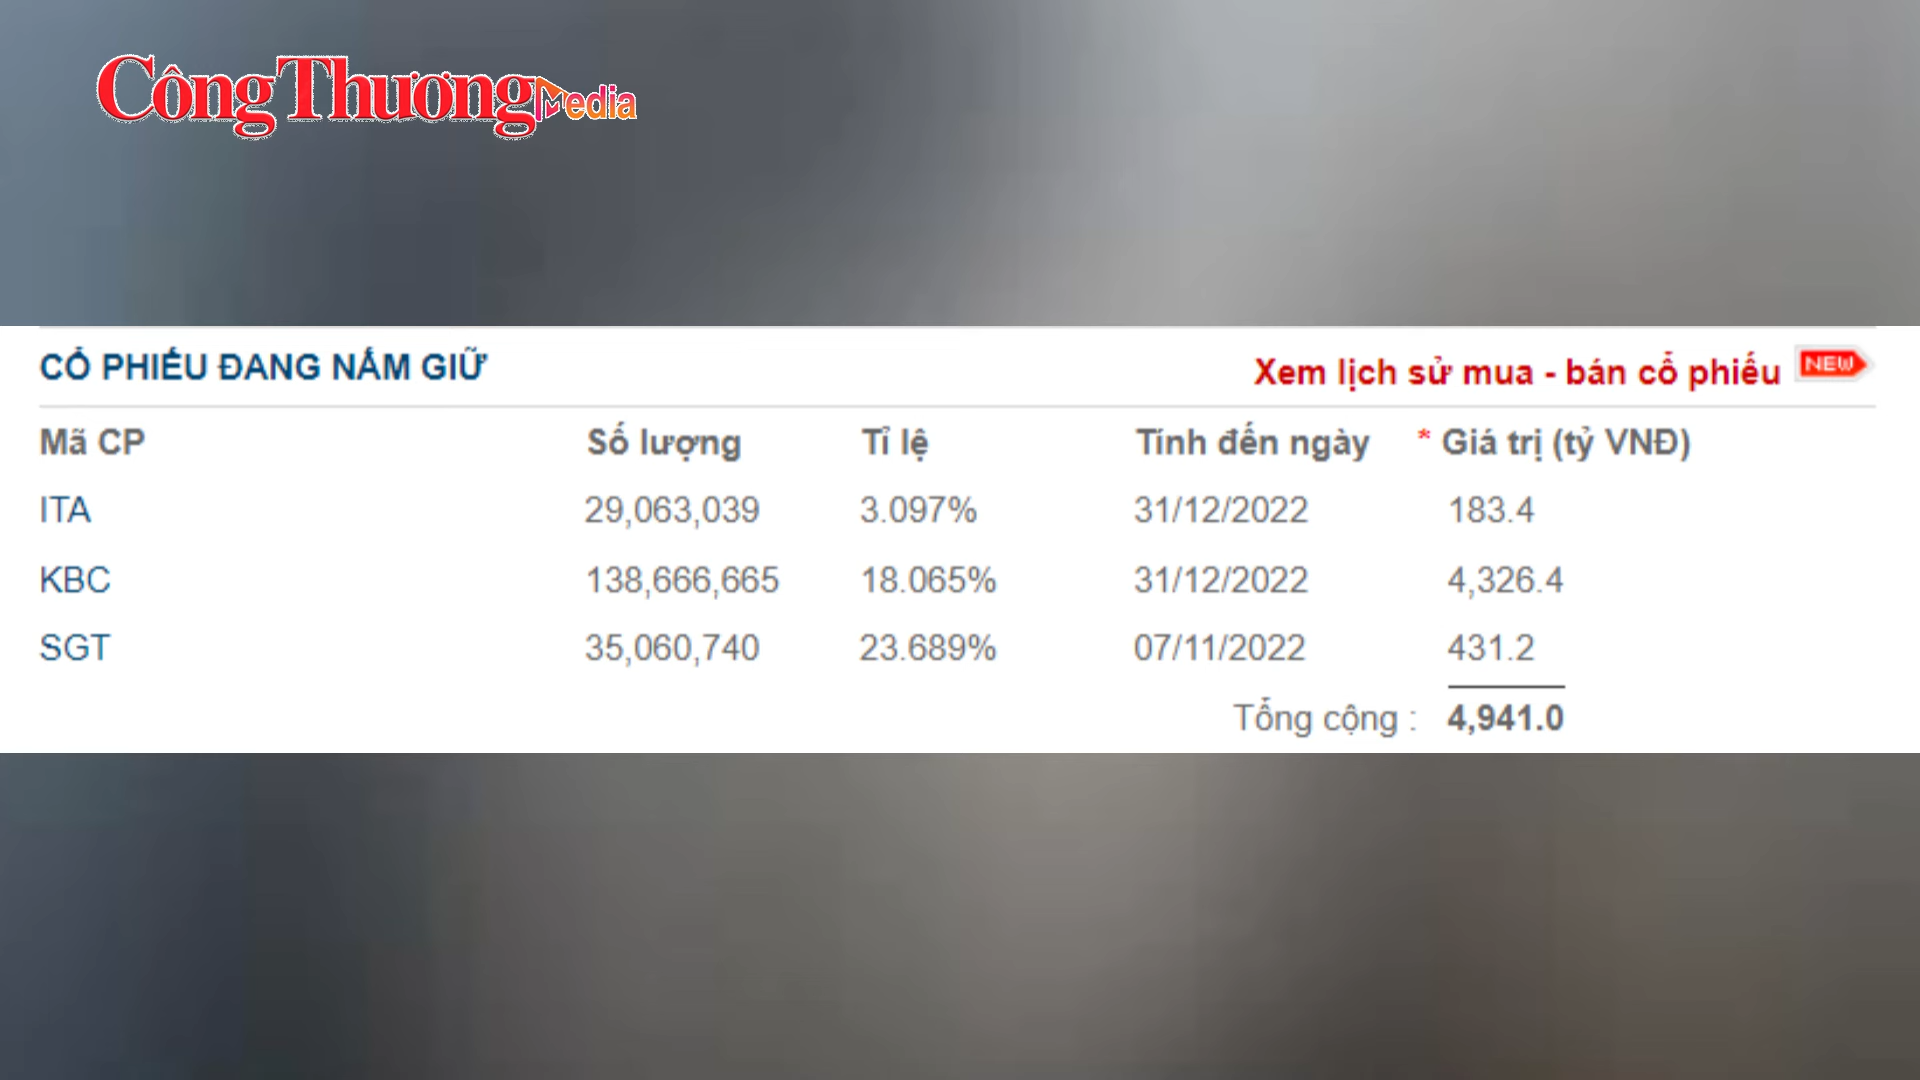 Công Thương Media
CỔ PHIẾU ĐANG NẮM GIỮ
Xem lịch sử mua - bán cổ phiếu NEW
Mã CP Số lượng Tỉ lệ Tính đến ngày * Giá trị (tỷ VNĐ)
ITA 29,063,039 3.097% 31/12/2022 183.4
KBC 138,666,665 18.065% 31/12/2022 4,326.4
SGT 35,060,740 23.689% 07/11/2022 431.2
Tổng cộng : 4,941.0